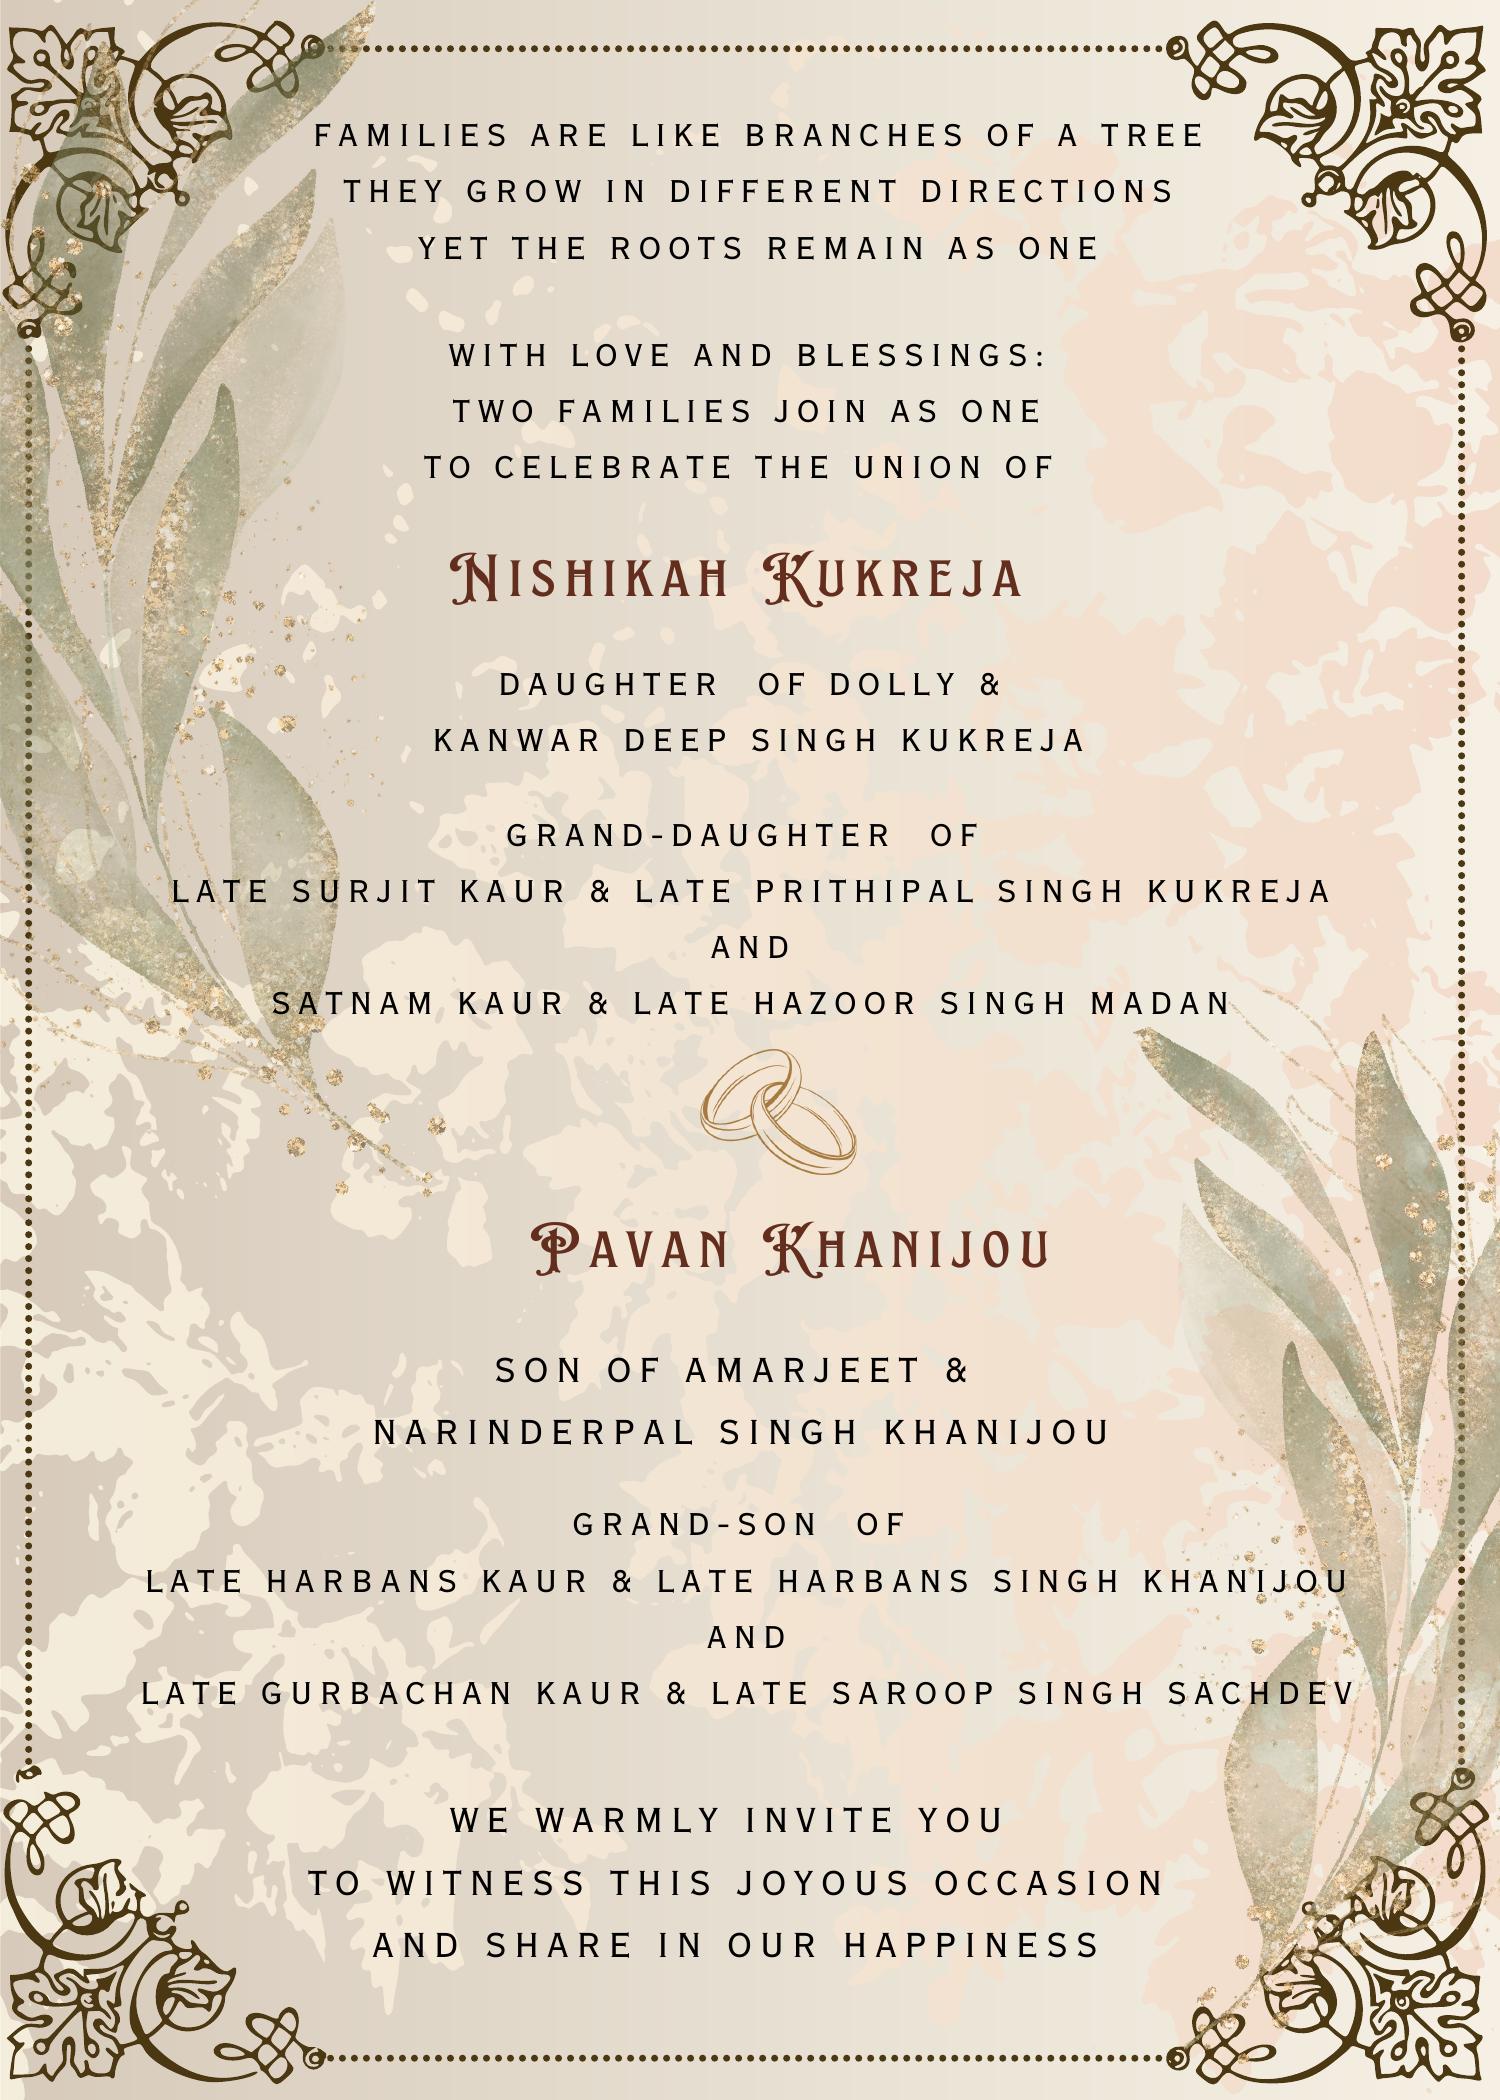 FAMILIES ARE LIKE BRANCHES OF A TREE
THEY GROW IN DIFFERENT DIRECTIONS
YET THE ROOTS REMAIN AS ONE
WITH LOVE AND BLESSINGS:
TWO FAMILIES JOIN AS ONE
TO CELEBRATE THE UNION OF
NISHIKAH KUKREJA
DAUGHTER OF DOLLY &
KANWAR DEEP SINGH KUKREJA
GRAND-DAUGHTER OF
LATE SURJIT KAUR & LATE PRITHIPAL SINGH KUKREJA
AND
SATNAM KAUR & LATE HAZOOR SINGH MADAN
PAVAN KHANIJOU
SON OF AMARJEET &
NARINDERPAL SINGH KHANIJOU
GRAND-SON OF
LATE HARBANS KAUR & LATE HARBANS SINGH KHANIJOU
AND
LATE GURBACHAN KAUR & LATE SAROOP SINGH SACHDEV
WE WARMLY INVITE YOU
TO WITNESS THIS JOYOUS OCCASION
AND SHARE IN OUR HAPPINESS